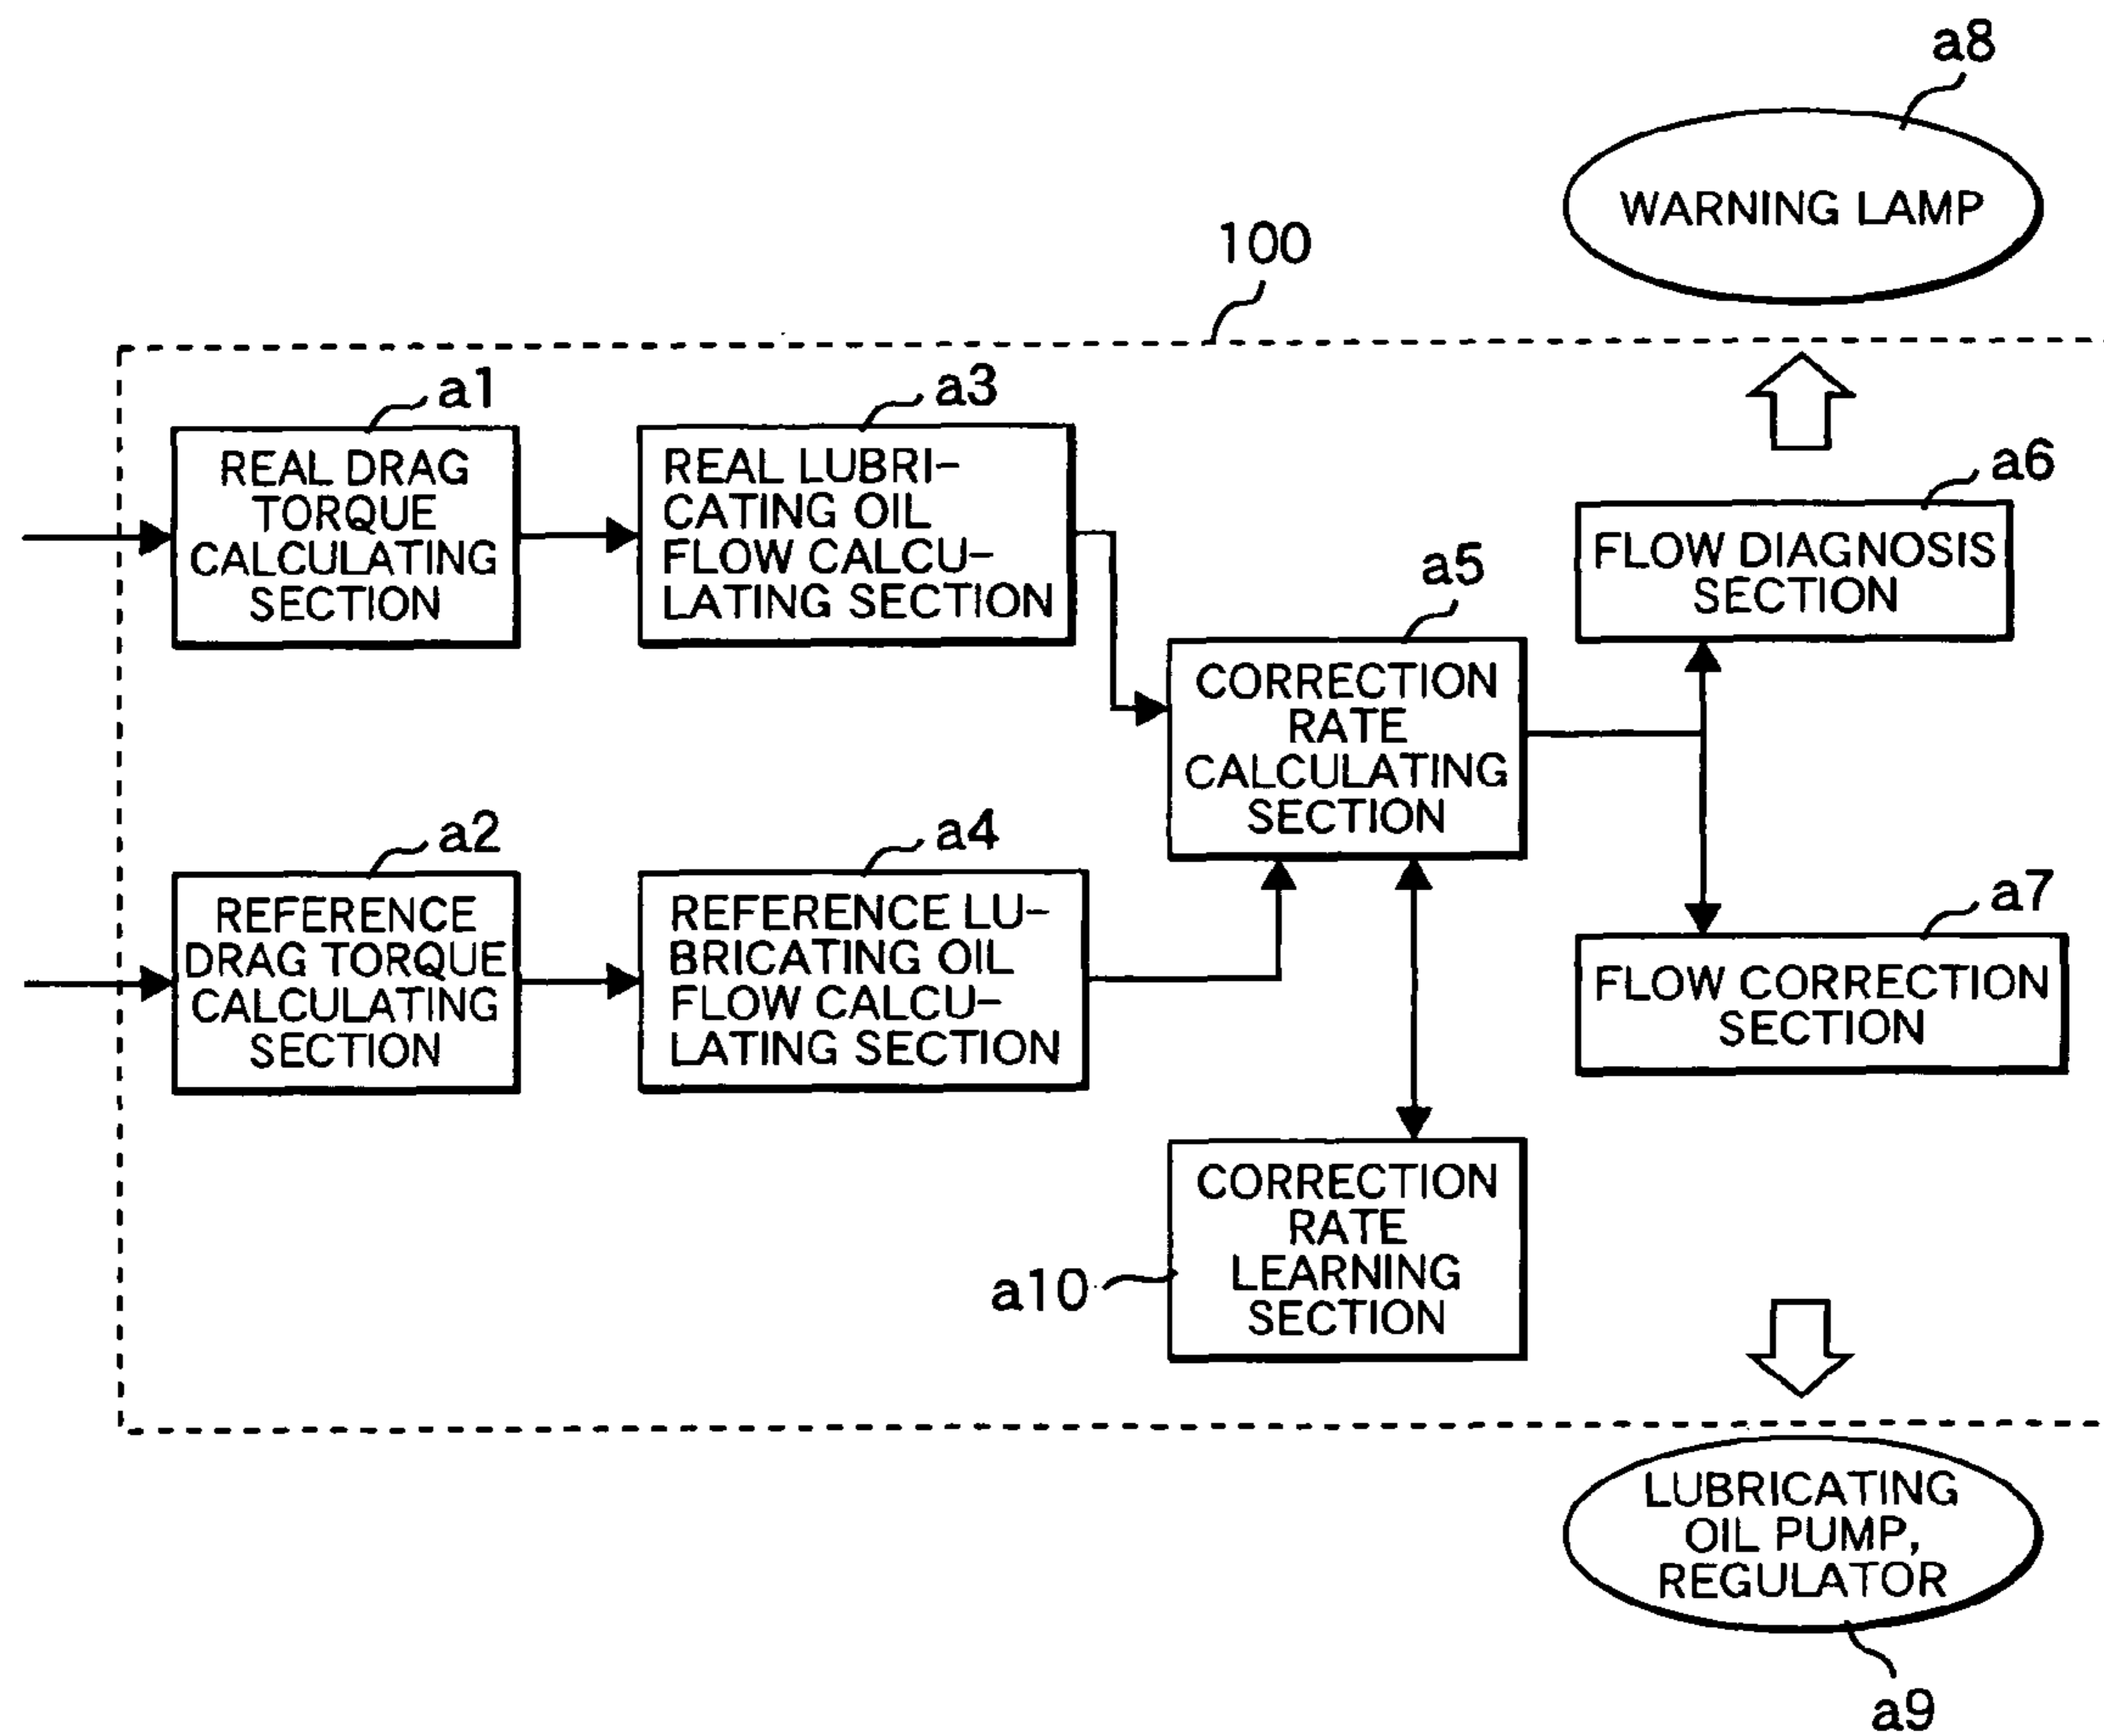 a8
WARNING LAMP
100
a1
REAL DRAG
TORQUE
CALCULATING
SECTION
a3
REAL LUBRI-
CATING OIL
FLOW CALCU-
LATING SECTION
a6
FLOW DIAGNOSIS
SECTION
a5
CORRECTION
RATE
CALCULATING
SECTION
a2
REFERENCE
DRAG TORQUE
CALCULATING
SECTION
a4
REFERENCE LU-
BRICATING OIL
FLOW CALCU-
LATING SECTION
a7
FLOW CORRECTION
SECTION
a10
CORRECTION
RATE
LEARNING
SECTION
LUBRICATING
OIL PUMP,
REGULATOR
a9